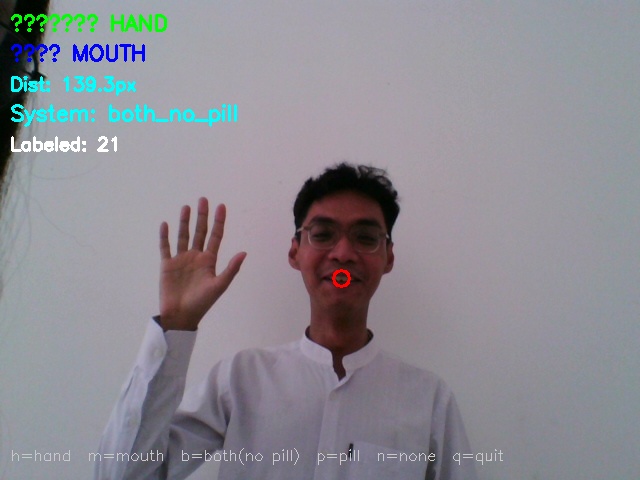 ??????? HAND
???? MOUTH
Dist: 139.3px
System: both_no_pill
Labeled: 21
h=hand m=mouth b=both(no pill) p=pill n=none q=quit